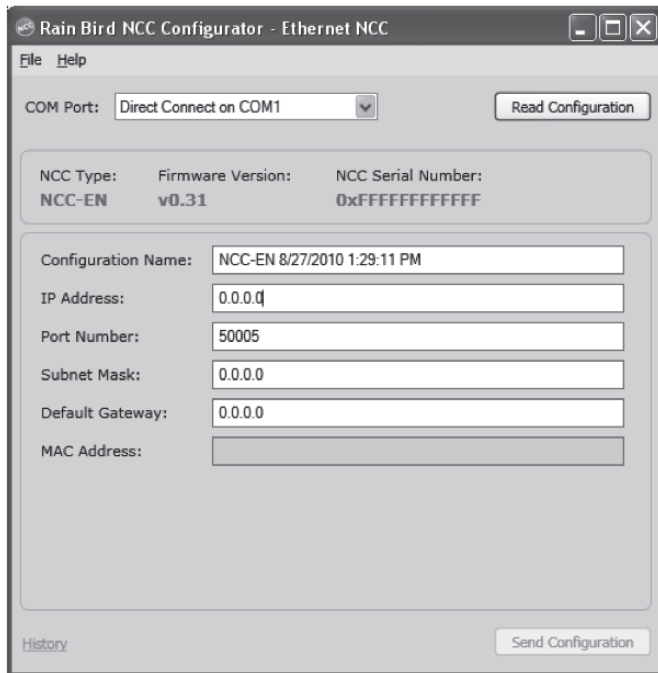 NCC Rain Bird NCC Configurator - Ethernet NCC
File Help
COM Port: Direct Connect on COM1 Read Configuration
NCC Type: Firmware Version: NCC Serial Number:
NCC-EN v0.31 0xFFFFFFFFFFFF
Configuration Name: NCC-EN 8/27/2010 1:29:11 PM
IP Address: 0.0.0.0
Port Number: 50005
Subnet Mask: 0.0.0.0
Default Gateway: 0.0.0.0
MAC Address:
History Send Configuration